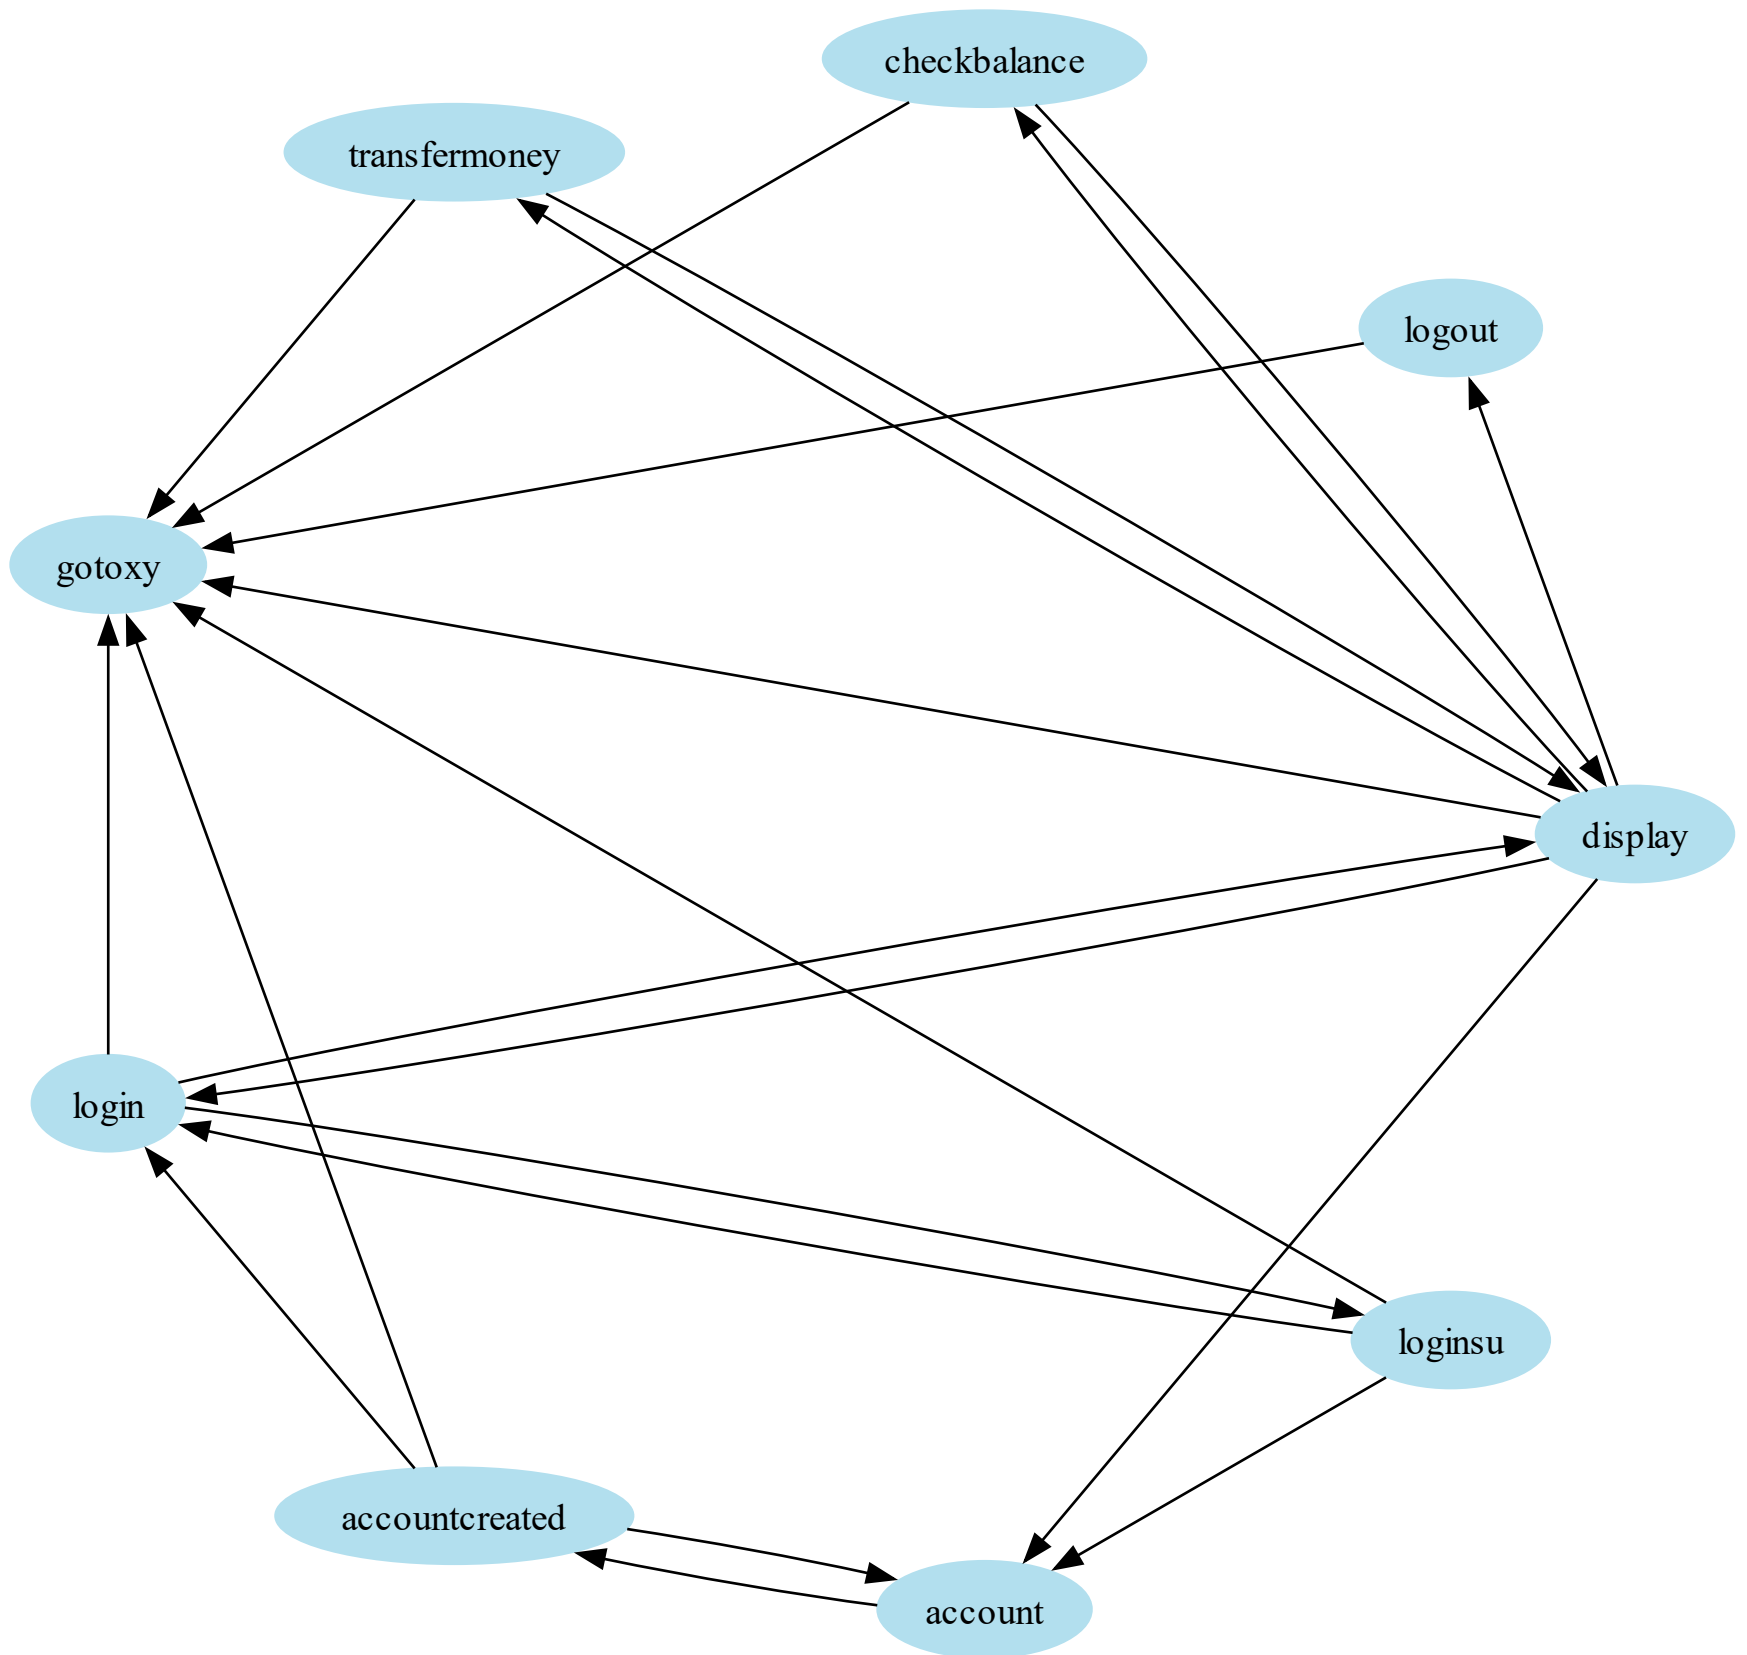 checkbalance
transfermoney
logout
gotoxy
display
login
loginsu
accountcreated
account